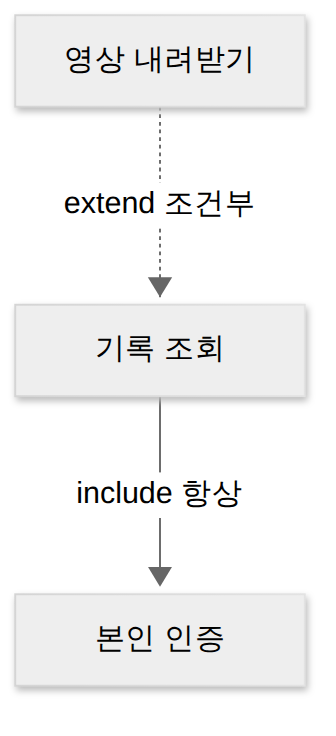 영상 내려받기
extend 조건부
기록 조회
include 항상
본인 인증